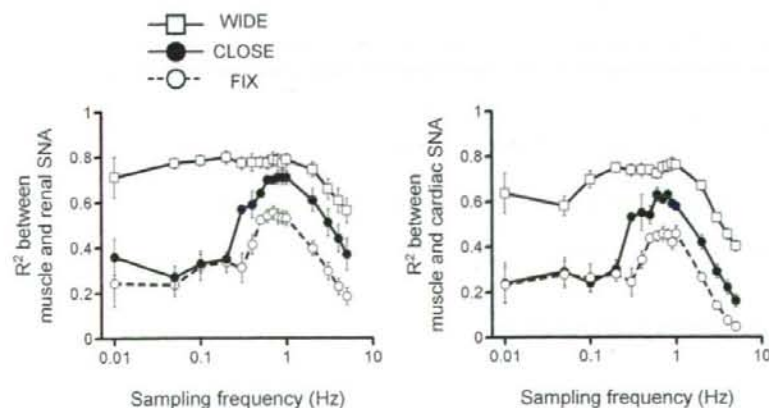 WIDE
CLOSE
FIX
R² between
muscle and renal SNA
1
0.8
0.6
0.4
0.2
0
0.01
0.1
1
10
Sampling frequency (Hz)
R² between
muscle and cardiac SNA
1
0.8
0.6
0.4
0.2
0
0.01
0.1
1
10
Sampling frequency (Hz)